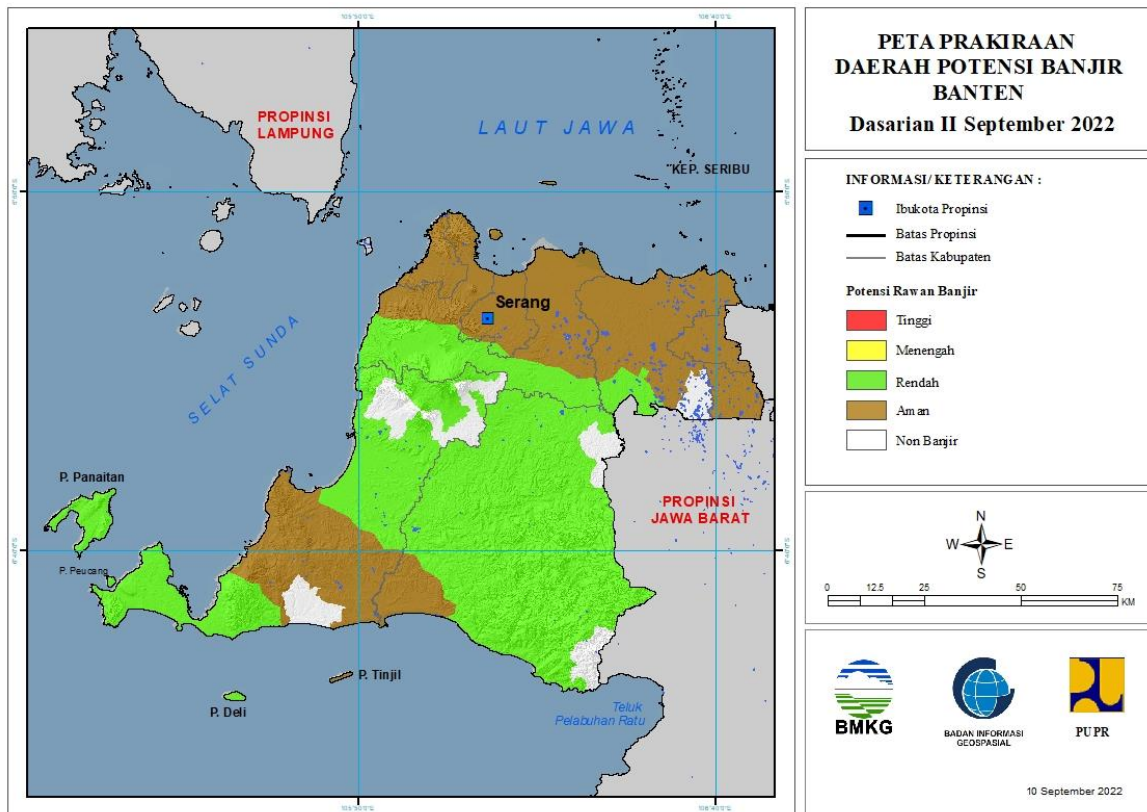 PETA PRAKIRAAN
DAERAH POTENSI BANJIR
BANTEN
Dasarian II September 2022
INFORMASI/ KETERANGAN :
Ibukota Propinsi
Batas Propinsi
Batas Kabupaten
Potensi Rawan Banjir
Tinggi
Menengah
Rendah
Aman
Non Banjir
N
W E
S
0 12.5 25 50 75
KM
BMKG
BADAN INFORMASI
GEOSPASIAL
PUPR
10 September 2022
PROPINSI
LAMPUNG
LAUT JAWA
KEP. SERIBU
Serang
SELAT SUNDA
P. Panaitan
P. Peucang
PROPINSI
JAWA BARAT
P. Tinjil
P. Deli
Teluk
Pelabuhan Ratu